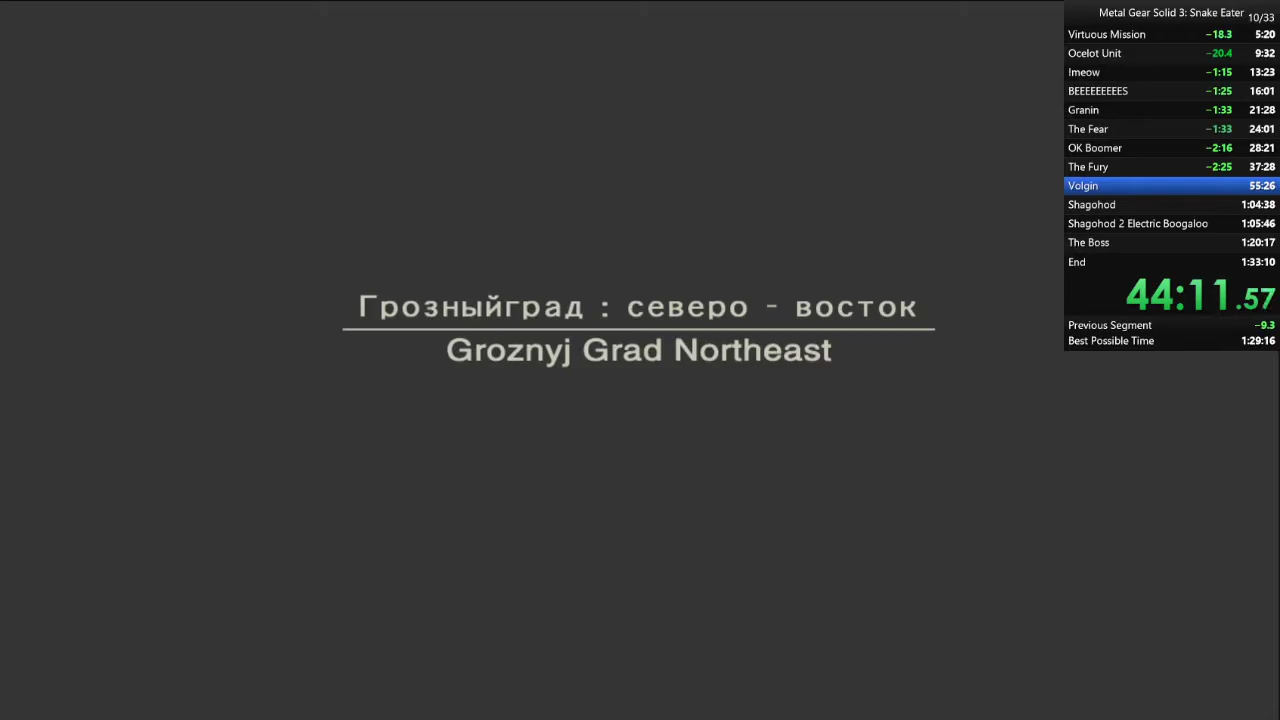 Metal Gear Solid 3: Snake Eater 10/33
Virtuous Mission -18.3 5:20
Ocelot Unit -20.4 9:32
Imeow -1:15 13:23
BEEEEEEEEES -1:25 16:01
Granin -1:33 21:28
The Fear -1:33 24:01
OK Boomer -2:16 28:21
The Fury -2:25 37:28
Volgin 55:26
Shagohod 1:04:38
Shagohod 2 Electric Boogaloo 1:05:46
The Boss 1:20:17
End 1:33:10
44:11.57
Previous Segment -9.3
Best Possible Time 1:29:16
Грозныйград : северо - восток
Groznyj Grad Northeast